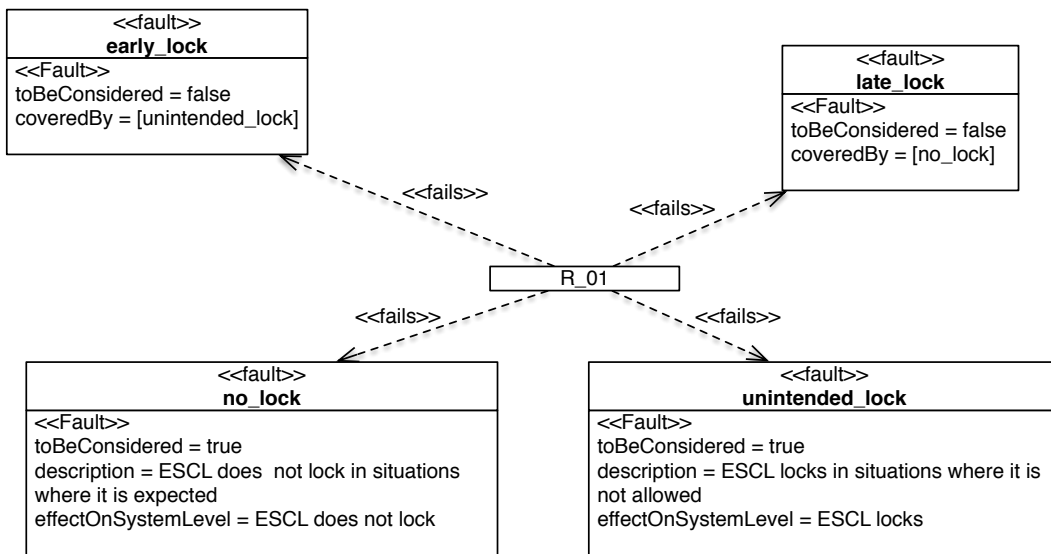 <<fault>>
early_lock
<<Fault>>
toBeConsidered = false
coveredBy = [unintended_lock]
<<fault>>
late_lock
<<Fault>>
toBeConsidered = false
coveredBy = [no_lock]
<<fails>>
<<fails>>
R_01
<<fails>>
<<fails>>
<<fault>>
no_lock
<<Fault>>
toBeConsidered = true
description = ESCL does  not lock in situations
where it is expected
effectOnSystemLevel = ESCL does not lock
<<fault>>
unintended_lock
<<Fault>>
toBeConsidered = true
description = ESCL locks in situations where it is
not allowed
effectOnSystemLevel = ESCL locks